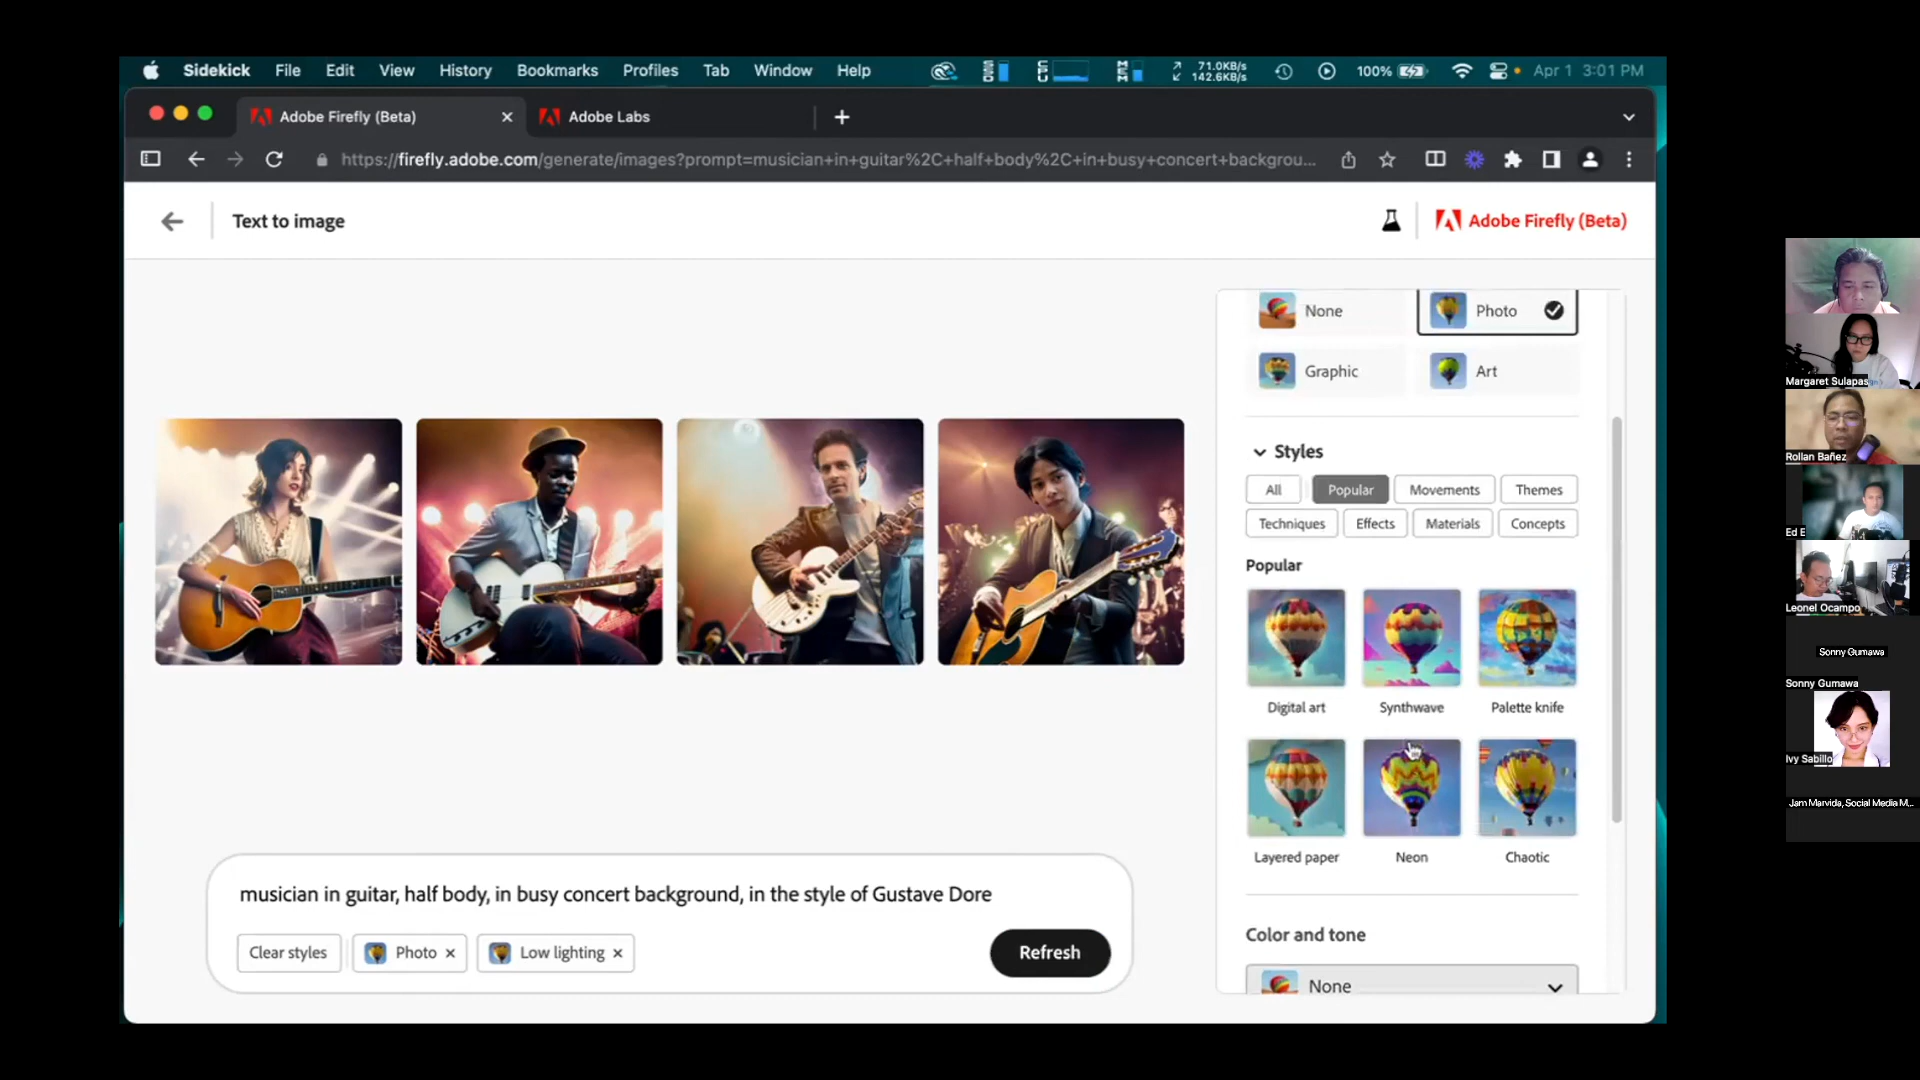 Sidekick File Edit View History Bookmarks Profiles Tab Window Help 71.0KB/s 142.6KB/s 100% Apr 1 3:01 PM
Adobe Firefly (Beta) Adobe Labs
https://firefly.adobe.com/generate/images?prompt=musician+in+guitar%2C+half+body%2C+in+busy+concert+backgrou...
Text to image
Adobe Firefly (Beta)
None Photo
Graphic Art
Styles
All Popular Movements Themes
Techniques Effects Materials Concepts
Popular
Digital art Synthwave Palette knife
Layered paper Neon Chaotic
Color and tone
None
musician in guitar, half body, in busy concert background, in the style of Gustave Dore
Clear styles Photo Low lighting Refresh
Margaret Sulapas
Rollan Bañez
Ed E
Leonel Ocampo
Sonny Gumawa
Sonny Gumawa
Ivy Sabillo
Jam Marvida, Social Media M...